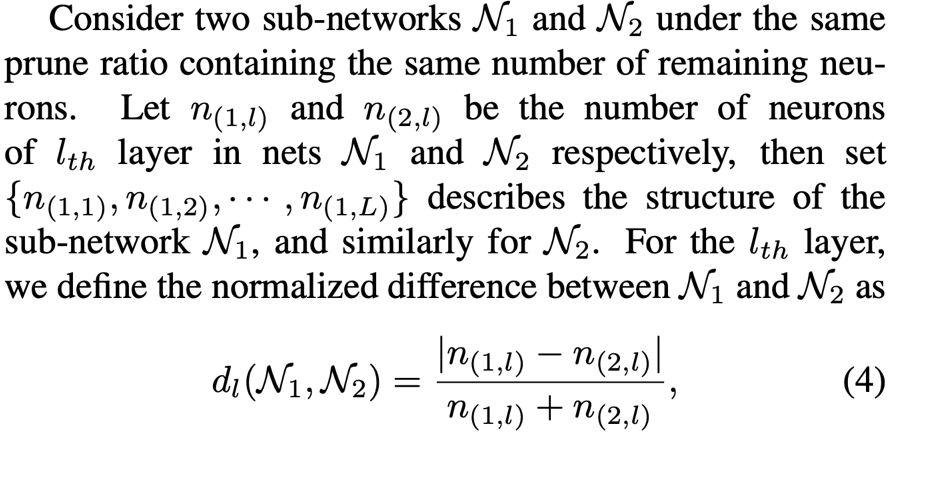 Consider two sub-networks 𝒩₁ and 𝒩₂ under the same
prune ratio containing the same number of remaining neu-
rons. Let n₍₁,ₗ₎ and n₍₂,ₗ₎ be the number of neurons
of lₜₕ layer in nets 𝒩₁ and 𝒩₂ respectively, then set
{n₍₁,₁₎, n₍₁,₂₎, ⋯ , n_(1,L)} describes the structure of the
sub-network 𝒩₁, and similarly for 𝒩₂. For the lₜₕ layer,
we define the normalized difference between 𝒩₁ and 𝒩₂ as
dₗ(𝒩₁, 𝒩₂) = |n₍₁,ₗ₎ − n₍₂,ₗ₎| / n₍₁,ₗ₎ + n₍₂,ₗ₎ , (4)